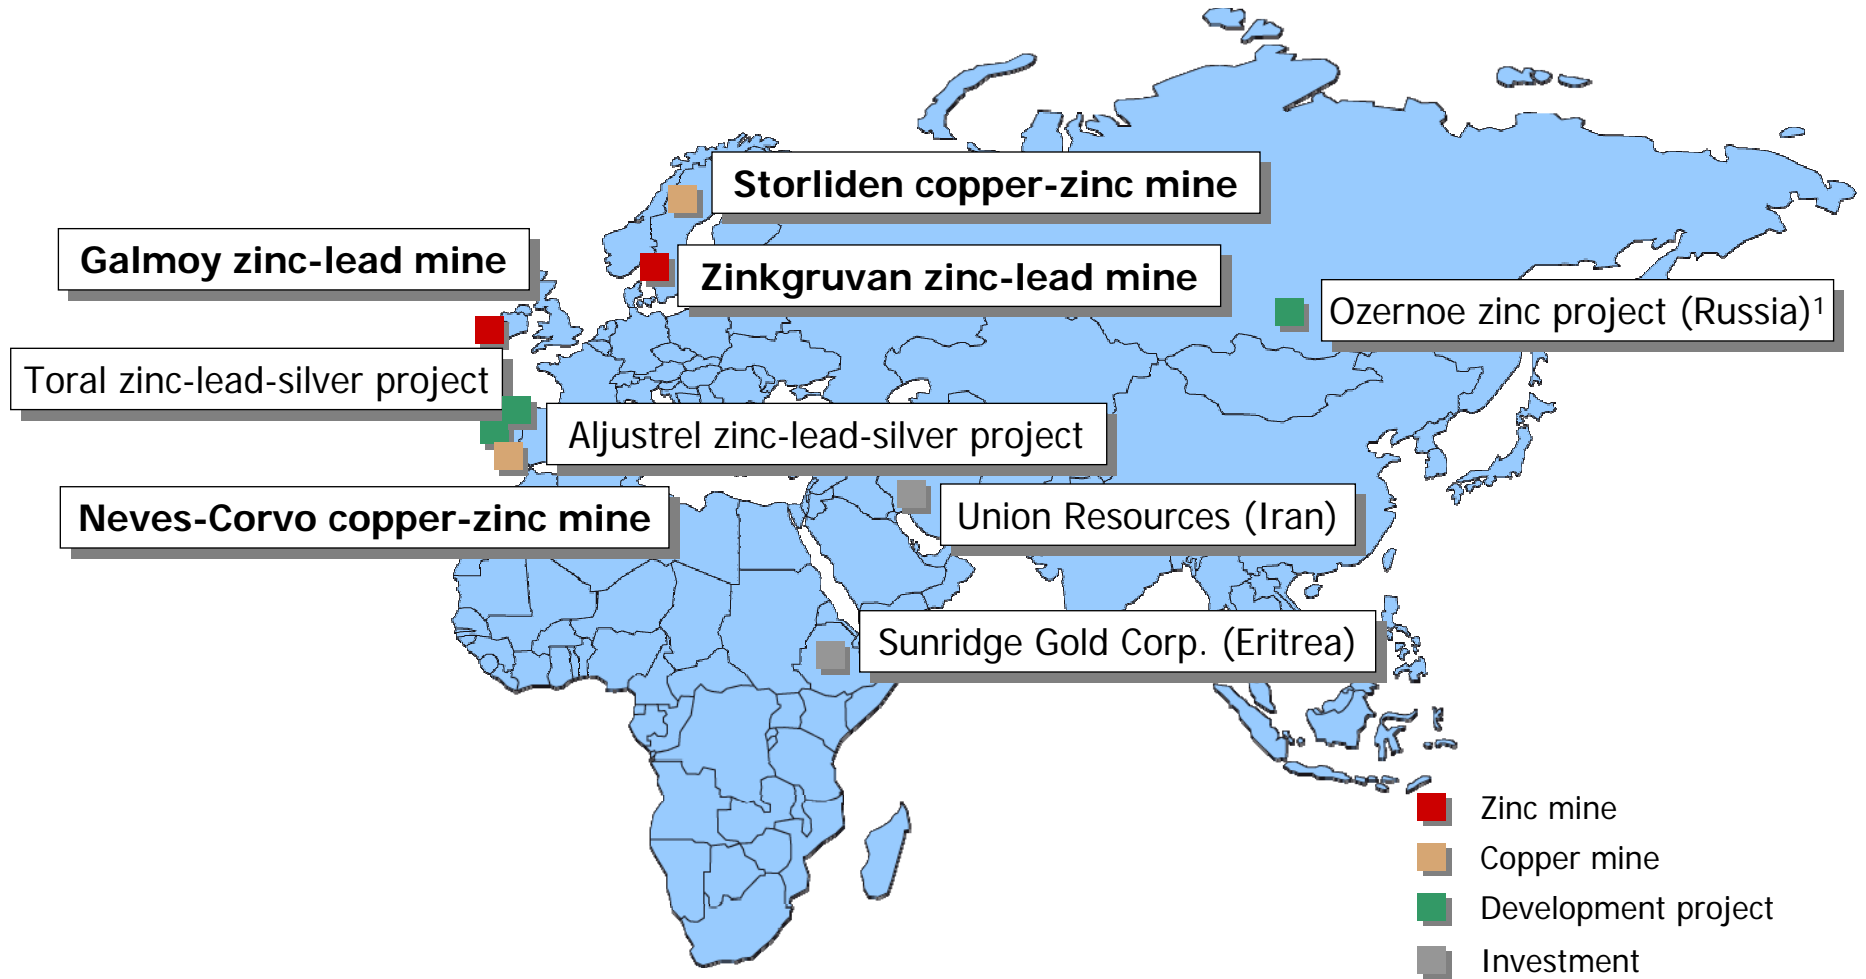 Storliden copper-zinc mine
Galmoy zinc-lead mine
Zinkgruvan zinc-lead mine
Ozernoe zinc project (Russia)¹
Toral zinc-lead-silver project
Aljustrel zinc-lead-silver project
Neves-Corvo copper-zinc mine
Union Resources (Iran)
Sunridge Gold Corp. (Eritrea)
Zinc mine
Copper mine
Development project
Investment